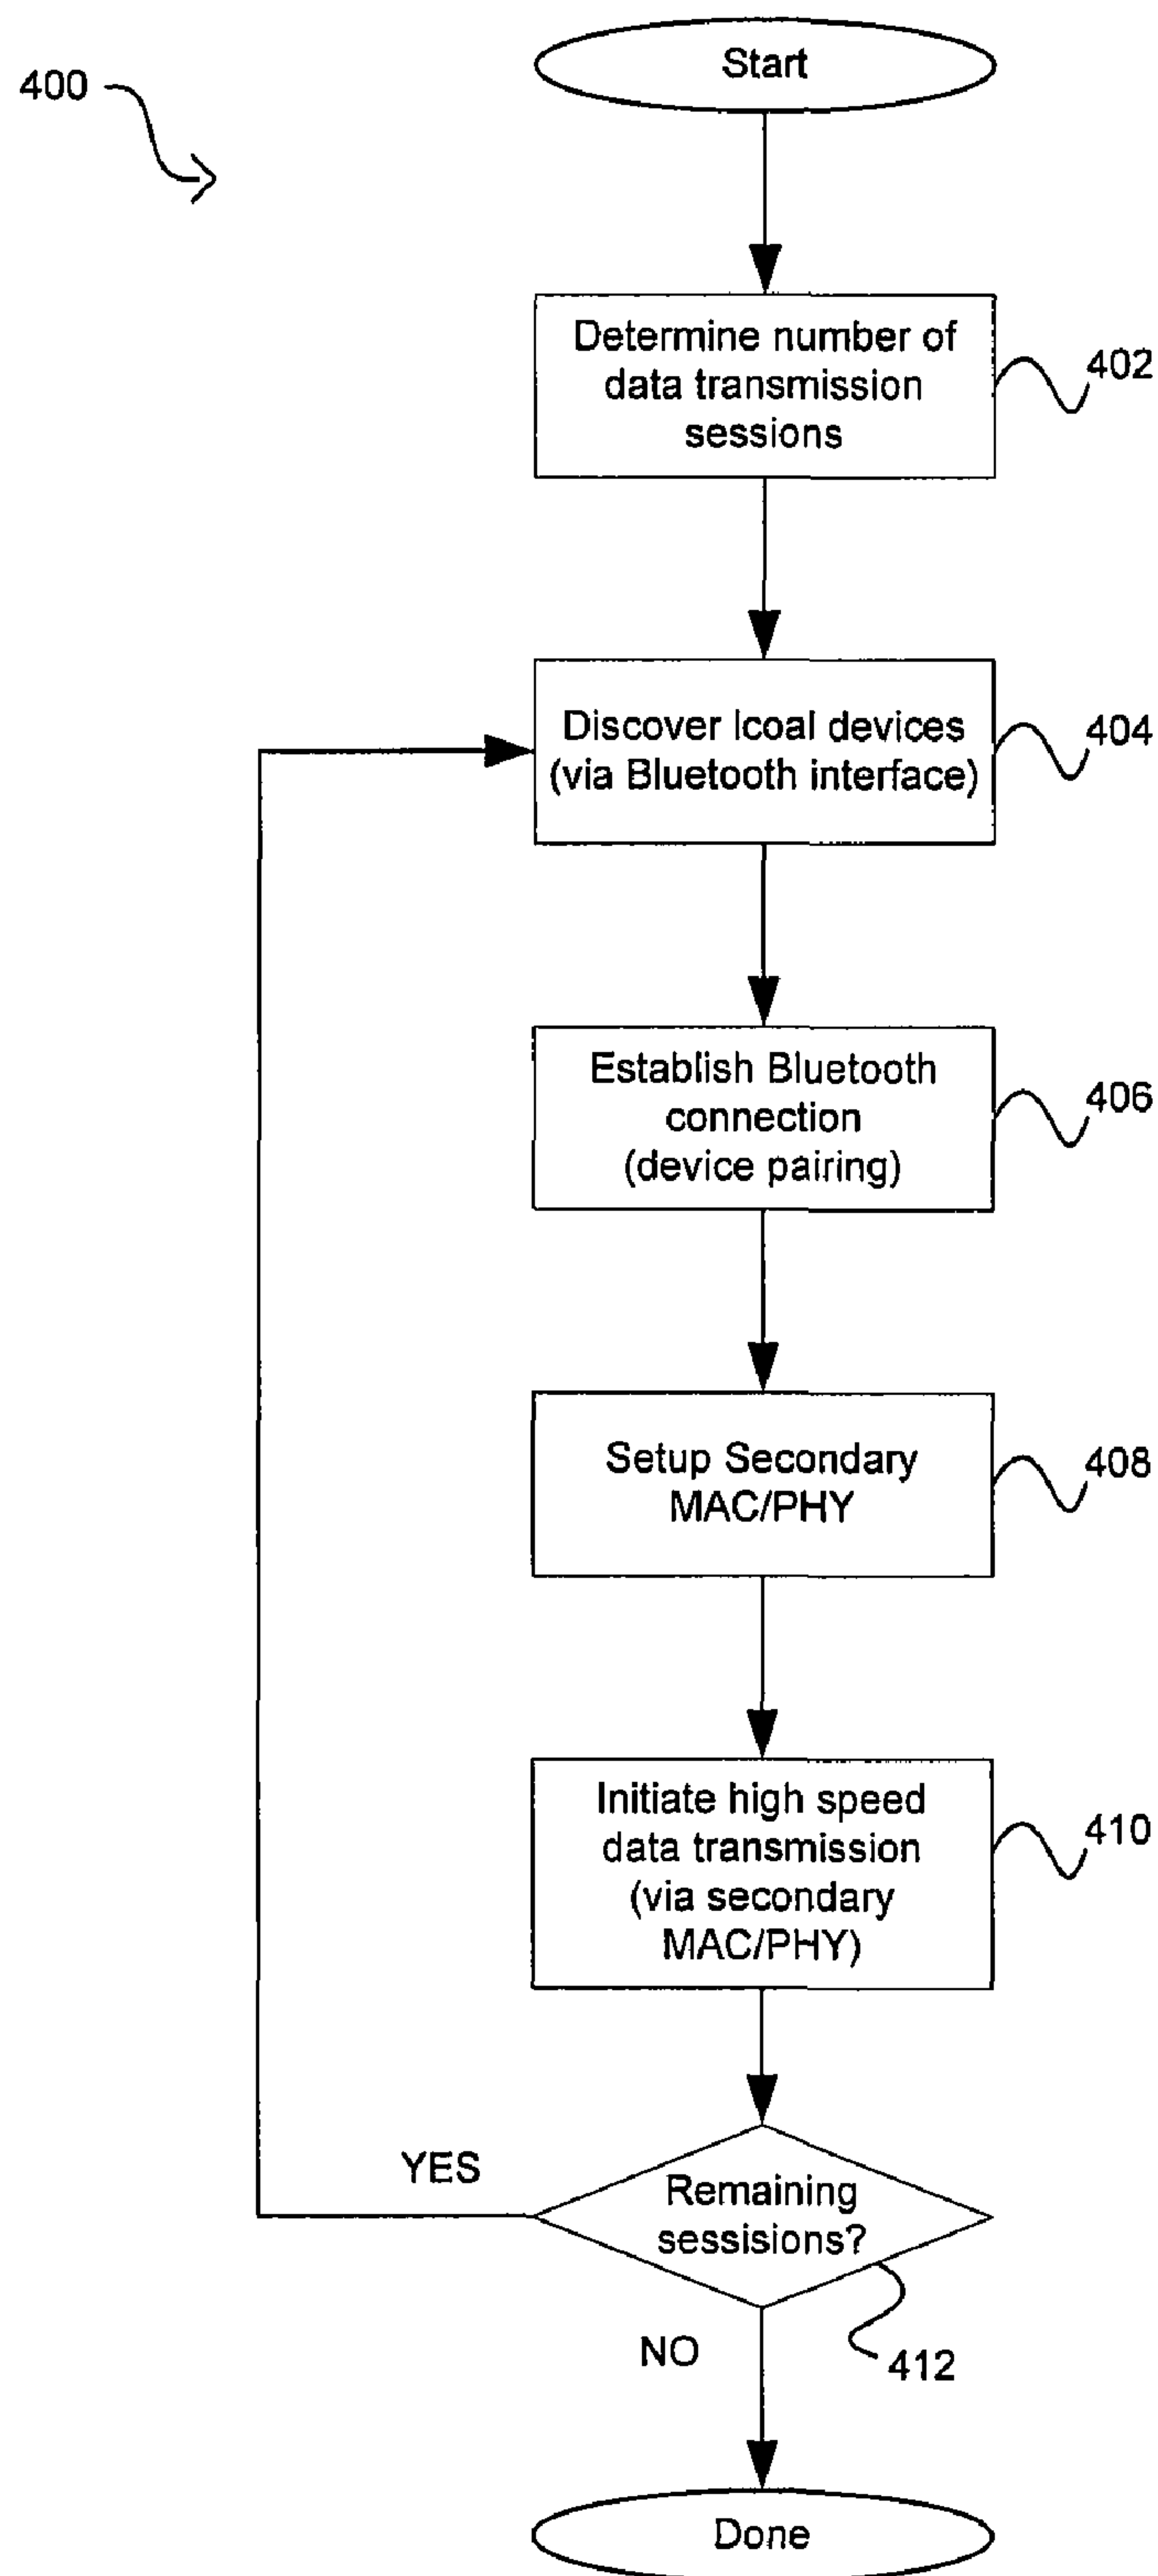 400
Start
Determine number of
data transmission
sessions
402
Discover lcoal devices
(via Bluetooth interface)
404
Establish Bluetooth
connection
(device pairing)
406
Setup Secondary
MAC/PHY
408
Initiate high speed
data transmission
(via secondary
MAC/PHY)
410
YES
Remaining
sessisions?
NO
412
Done